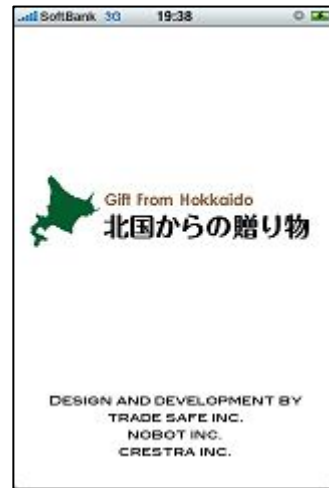 SoftBank 3G 19:38
Gift From Hokkaido
北国からの贈り物
DESIGN AND DEVELOPMENT BY
TRADE SAFE INC.
NOBOT INC.
CRESTRA INC.